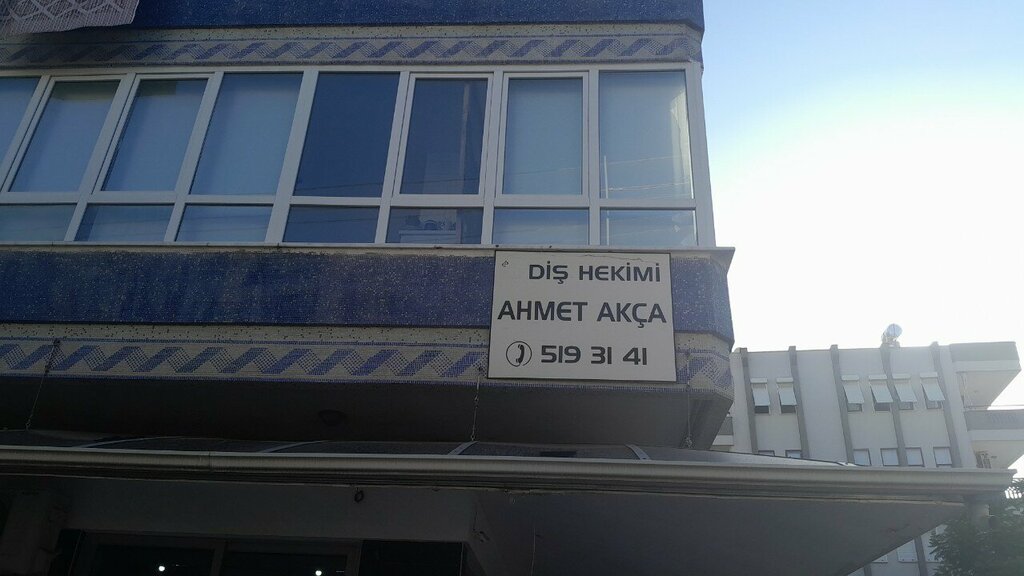 DİŞ HEKİMİ
AHMET AKÇA
519 31 41